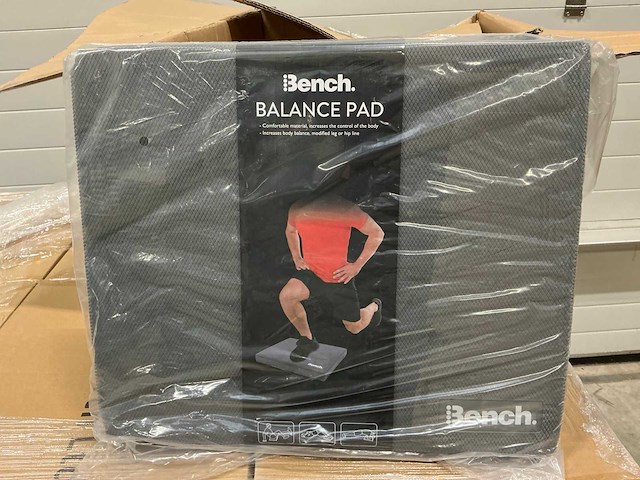 Bench.
BALANCE PAD
- Comfortable material, increases the control of the body
- Increases body balance, modified leg or hip line
Bench.